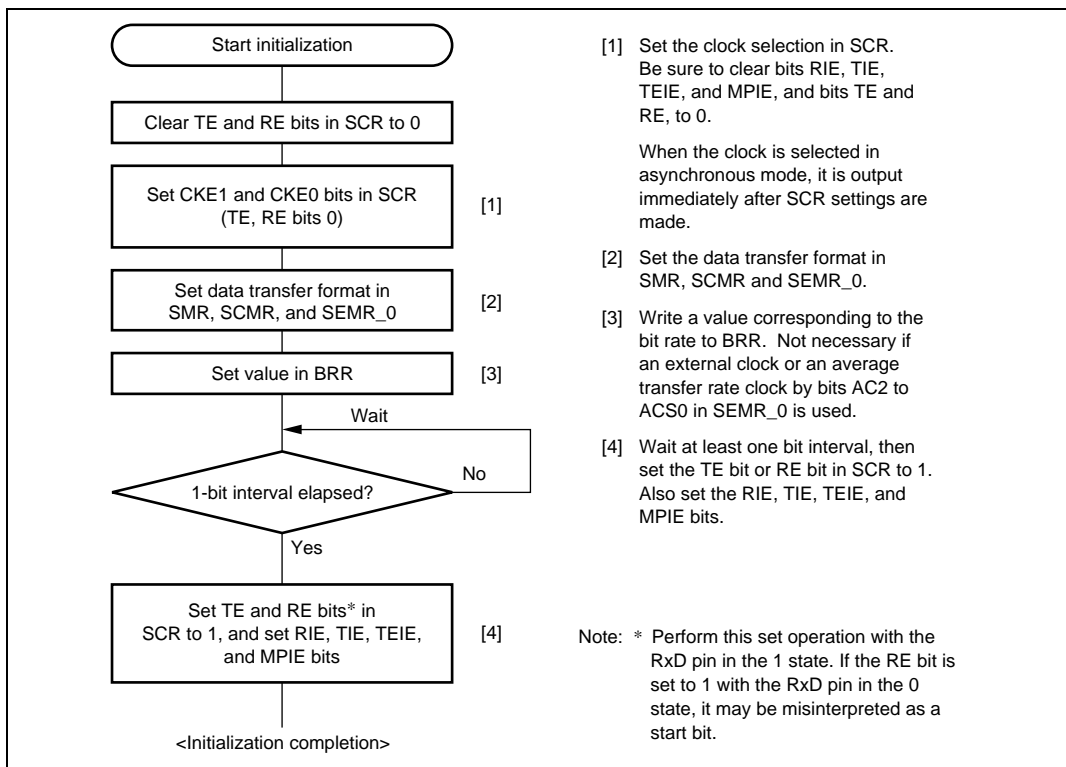 Start initialization
Clear TE and RE bits in SCR to 0
Set CKE1 and CKE0 bits in SCR
(TE, RE bits 0)
[1]
Set data transfer format in
SMR, SCMR, and SEMR_0
[2]
Set value in BRR
[3]
Wait
1-bit interval elapsed?
No
Yes
Set TE and RE bits* in
SCR to 1, and set RIE, TIE, TEIE,
and MPIE bits
[4]
<Initialization completion>
[1] Set the clock selection in SCR.
Be sure to clear bits RIE, TIE,
TEIE, and MPIE, and bits TE and
RE, to 0.
When the clock is selected in
asynchronous mode, it is output
immediately after SCR settings are
made.
[2] Set the data transfer format in
SMR, SCMR and SEMR_0.
[3] Write a value corresponding to the
bit rate to BRR. Not necessary if
an external clock or an average
transfer rate clock by bits AC2 to
ACS0 in SEMR_0 is used.
[4] Wait at least one bit interval, then
set the TE bit or RE bit in SCR to 1.
Also set the RIE, TIE, TEIE, and
MPIE bits.
Note: * Perform this set operation with the
RxD pin in the 1 state. If the RE bit is
set to 1 with the RxD pin in the 0
state, it may be misinterpreted as a
start bit.